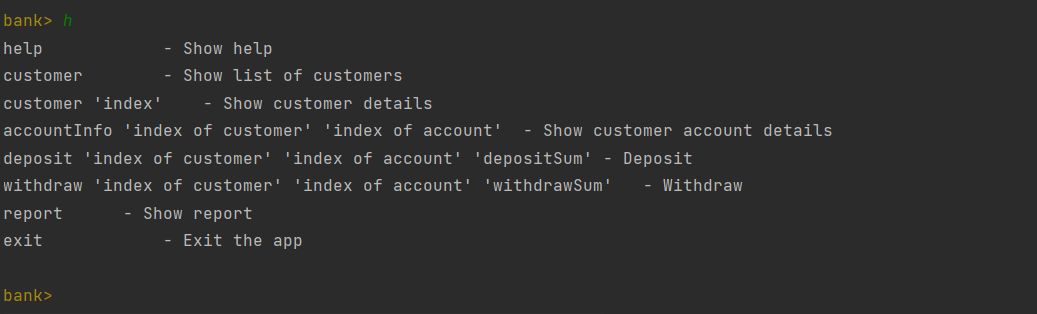 bank> h
help            - Show help
customer        - Show list of customers
customer 'index'    - Show customer details
accountInfo 'index of customer' 'index of account'  - Show customer account details
deposit 'index of customer' 'index of account' 'depositSum' - Deposit
withdraw 'index of customer' 'index of account' 'withdrawSum'   - Withdraw
report      - Show report
exit            - Exit the app
bank>